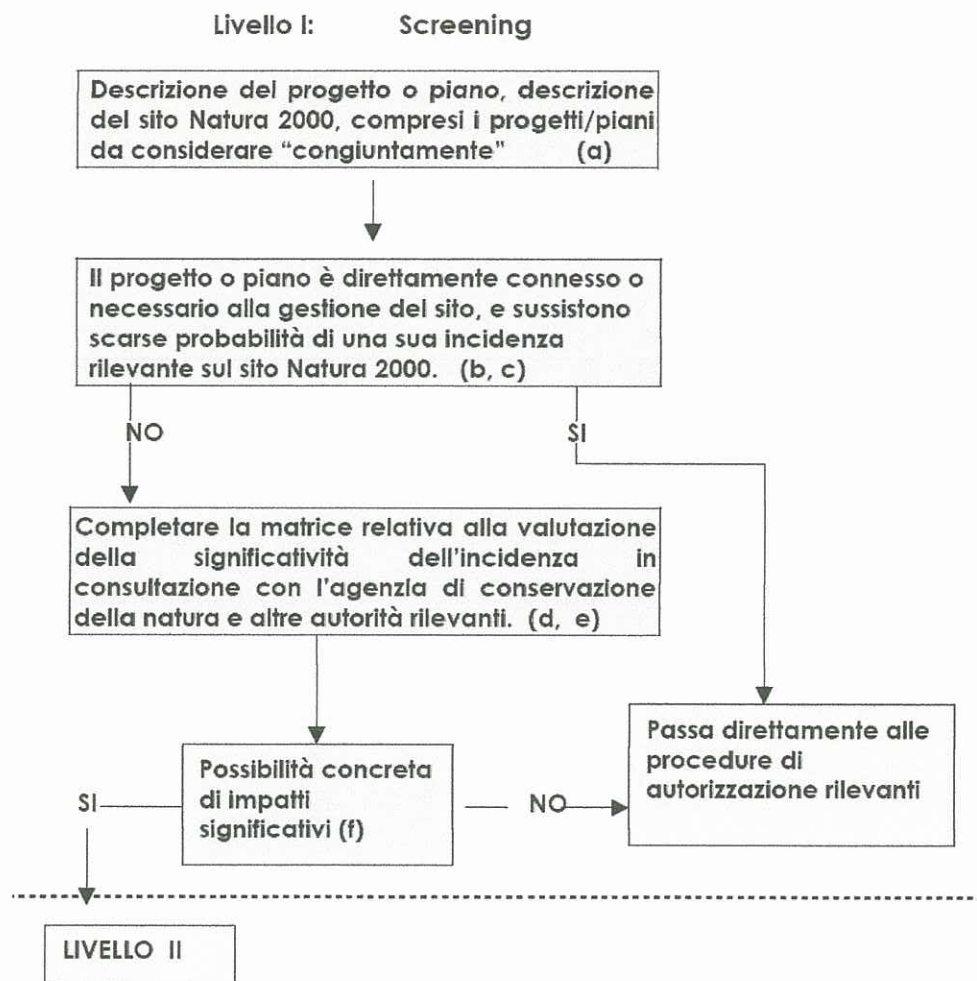 Livello I: Screening
Descrizione del progetto o piano, descrizione
del sito Natura 2000, compresi i progetti/piani
da considerare "congiuntamente" (a)
Il progetto o piano è direttamente connesso o
necessario alla gestione del sito, e sussistono
scarse probabilità di una sua incidenza
rilevante sul sito Natura 2000. (b, c)
NO
SI
Completare la matrice relativa alla valutazione
della significatività dell'incidenza in
consultazione con l'agenzia di conservazione
della natura e altre autorità rilevanti. (d, e)
Possibilità concreta
di impatti
significativi (f)
SI
NO
Passa direttamente alle
procedure di
autorizzazione rilevanti
LIVELLO II